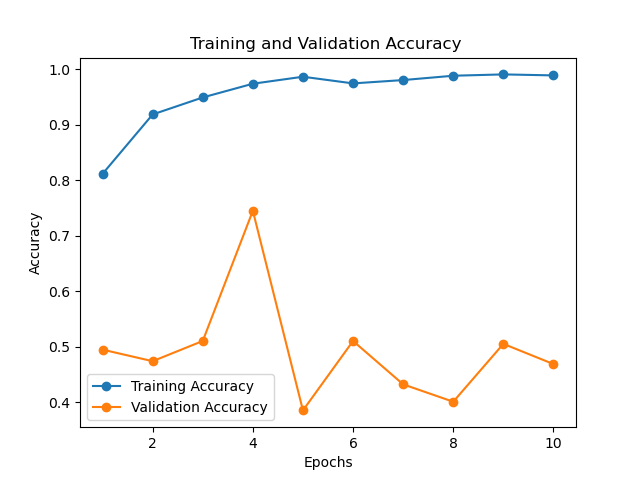 Training and Validation Accuracy
1.0
0.9
0.8
0.7
0.6
0.5
0.4
Accuracy
Training Accuracy
Validation Accuracy
2 4 6 8 10
Epochs